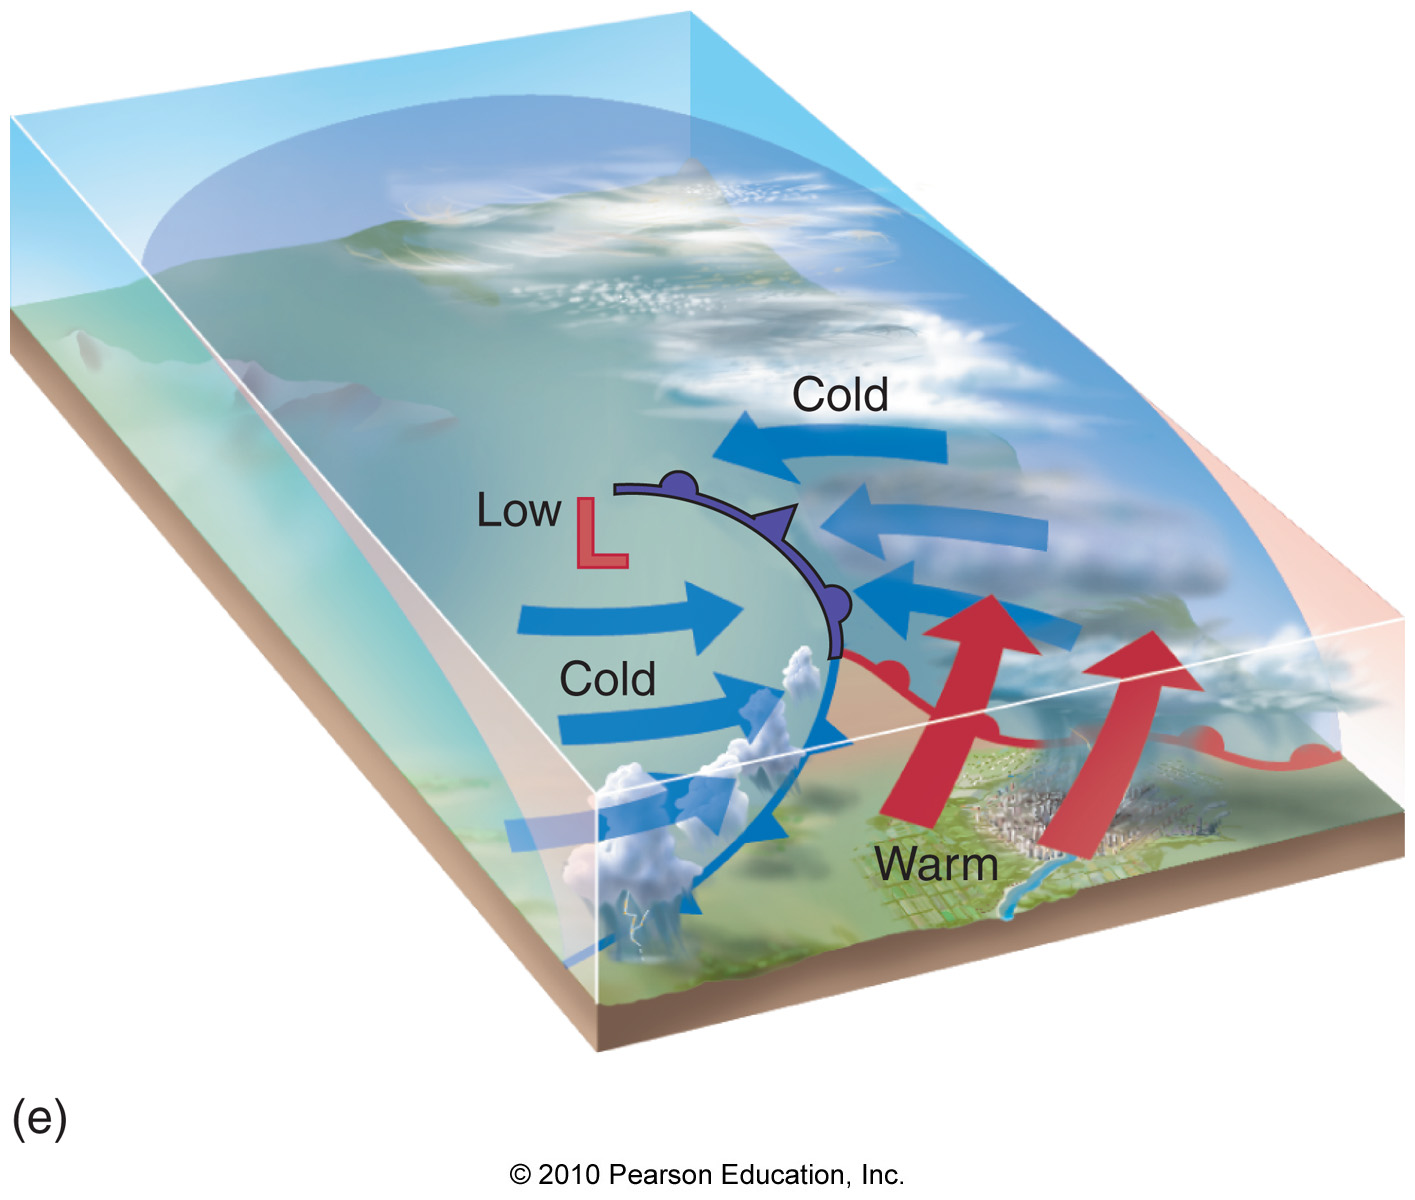 Cold
Low
L
Cold
Warm
(e)
© 2010 Pearson Education, Inc.